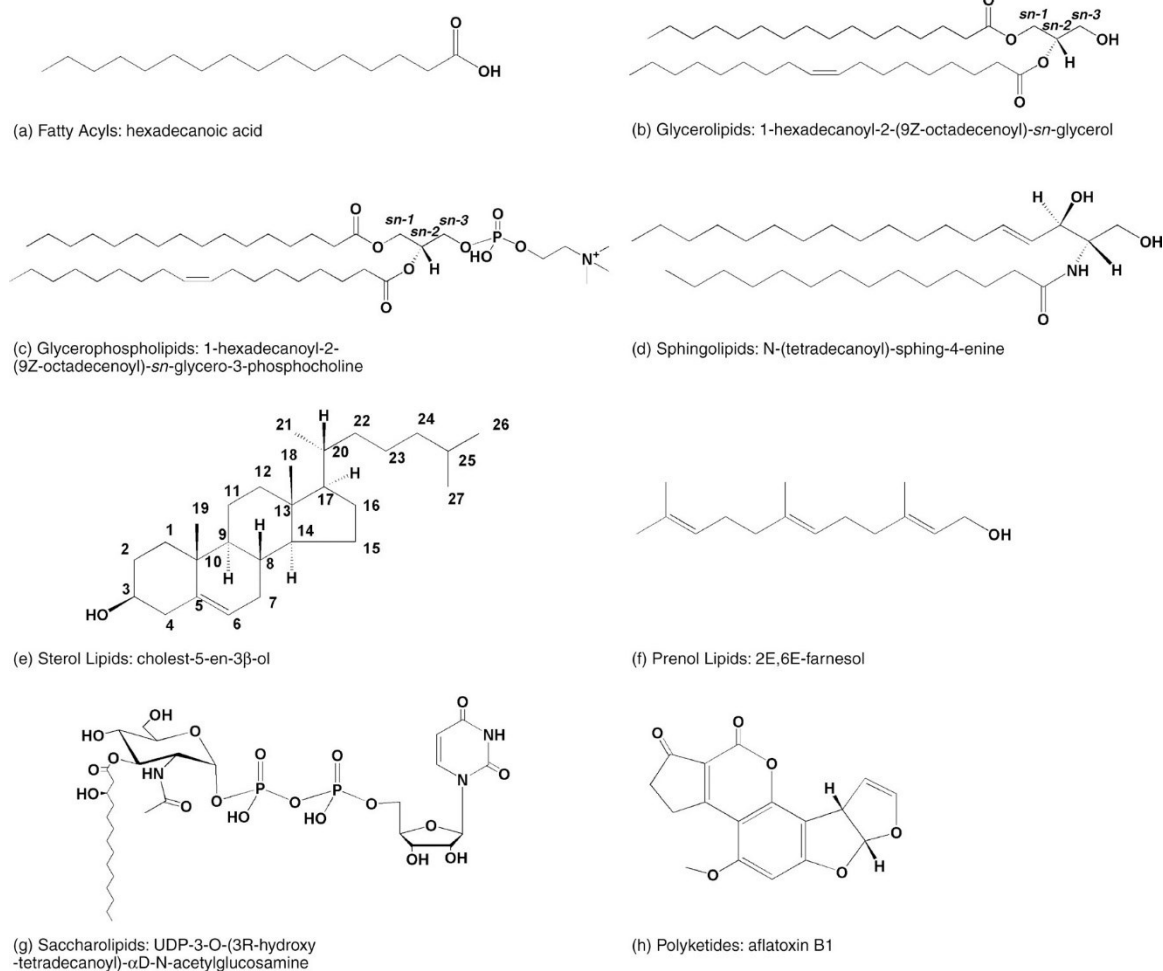 O
OH
(a) Fatty Acyls: hexadecanoic acid
O
sn-1
sn-3
O
sn-2
OH
O
H
O
(b) Glycerolipids: 1-hexadecanoyl-2-(9Z-octadecenoyl)-sn-glycerol
O
sn-1
sn-3
O
O
sn-2
O
P
O
HO
O
H
N+
O
(c) Glycerophospholipids: 1-hexadecanoyl-2-
(9Z-octadecenoyl)-sn-glycero-3-phosphocholine
H
OH
OH
NH
H
O
(d) Sphingolipids: N-(tetradecanoyl)-sphing-4-enine
H
21
22
24
26
20
18
23
25
12
H
11
17
27
19
13
16
1
H
14
9
2
10
8
15
H
H
3
5
7
HO
4
6
(e) Sterol Lipids: cholest-5-en-3β-ol
OH
(f) Prenol Lipids: 2E,6E-farnesol
OH
O
HO
O
O
NH
O
HN
O
O
O
N
O
HO
O
O
P
O
P
O
HO
HO
O
OH
OH
(g) Saccharolipids: UDP-3-O-(3R-hydroxy
-tetradecanoyl)-αD-N-acetylglucosamine
O
O
O
H
O
O
O
H
(h) Polyketides: aflatoxin B1